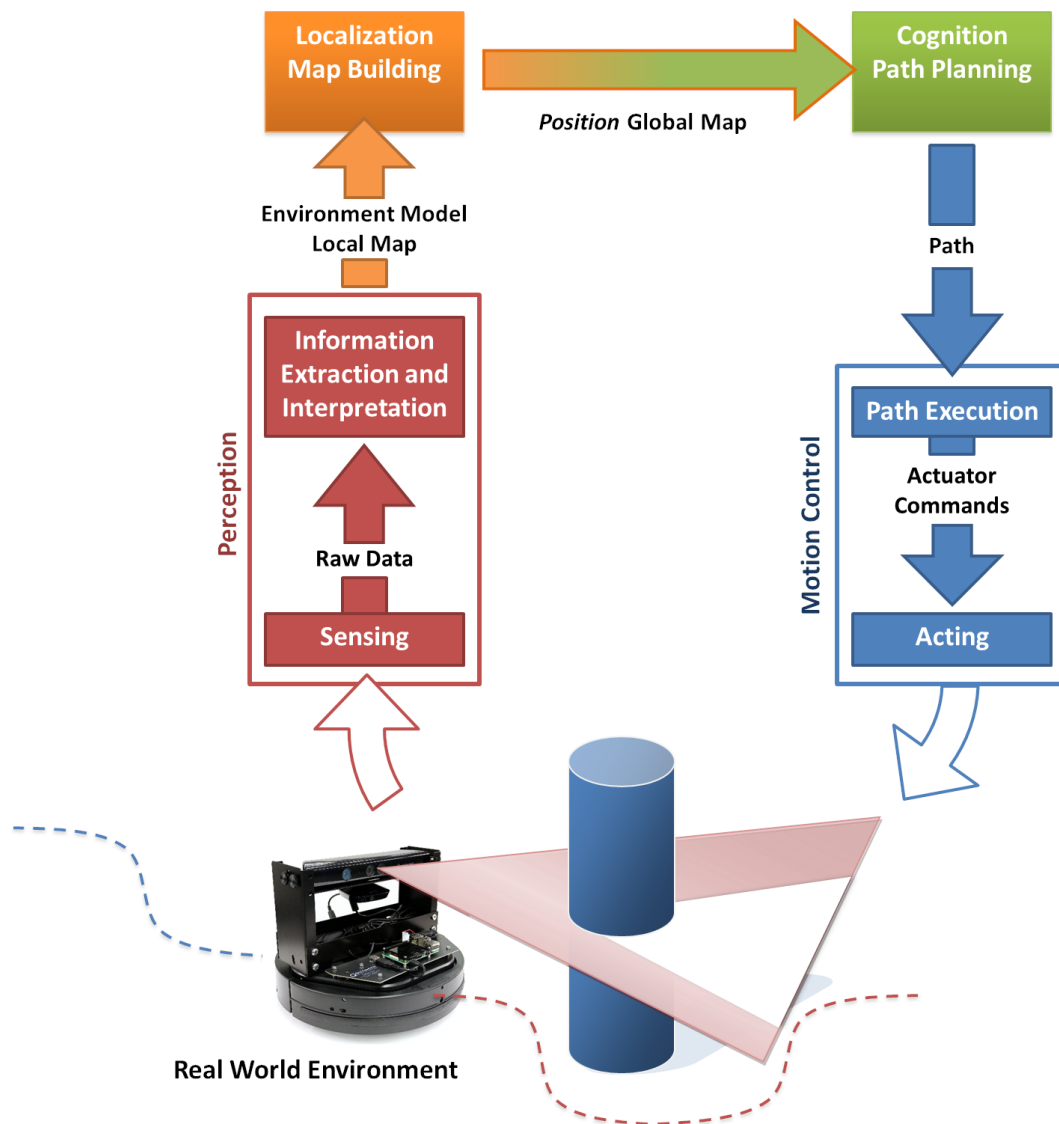 Localization
Map Building
Cognition
Path Planning
Position Global Map
Environment Model
Local Map
Path
Perception
Information
Extraction and
Interpretation
Raw Data
Sensing
Motion Control
Path Execution
Actuator
Commands
Acting
Real World Environment